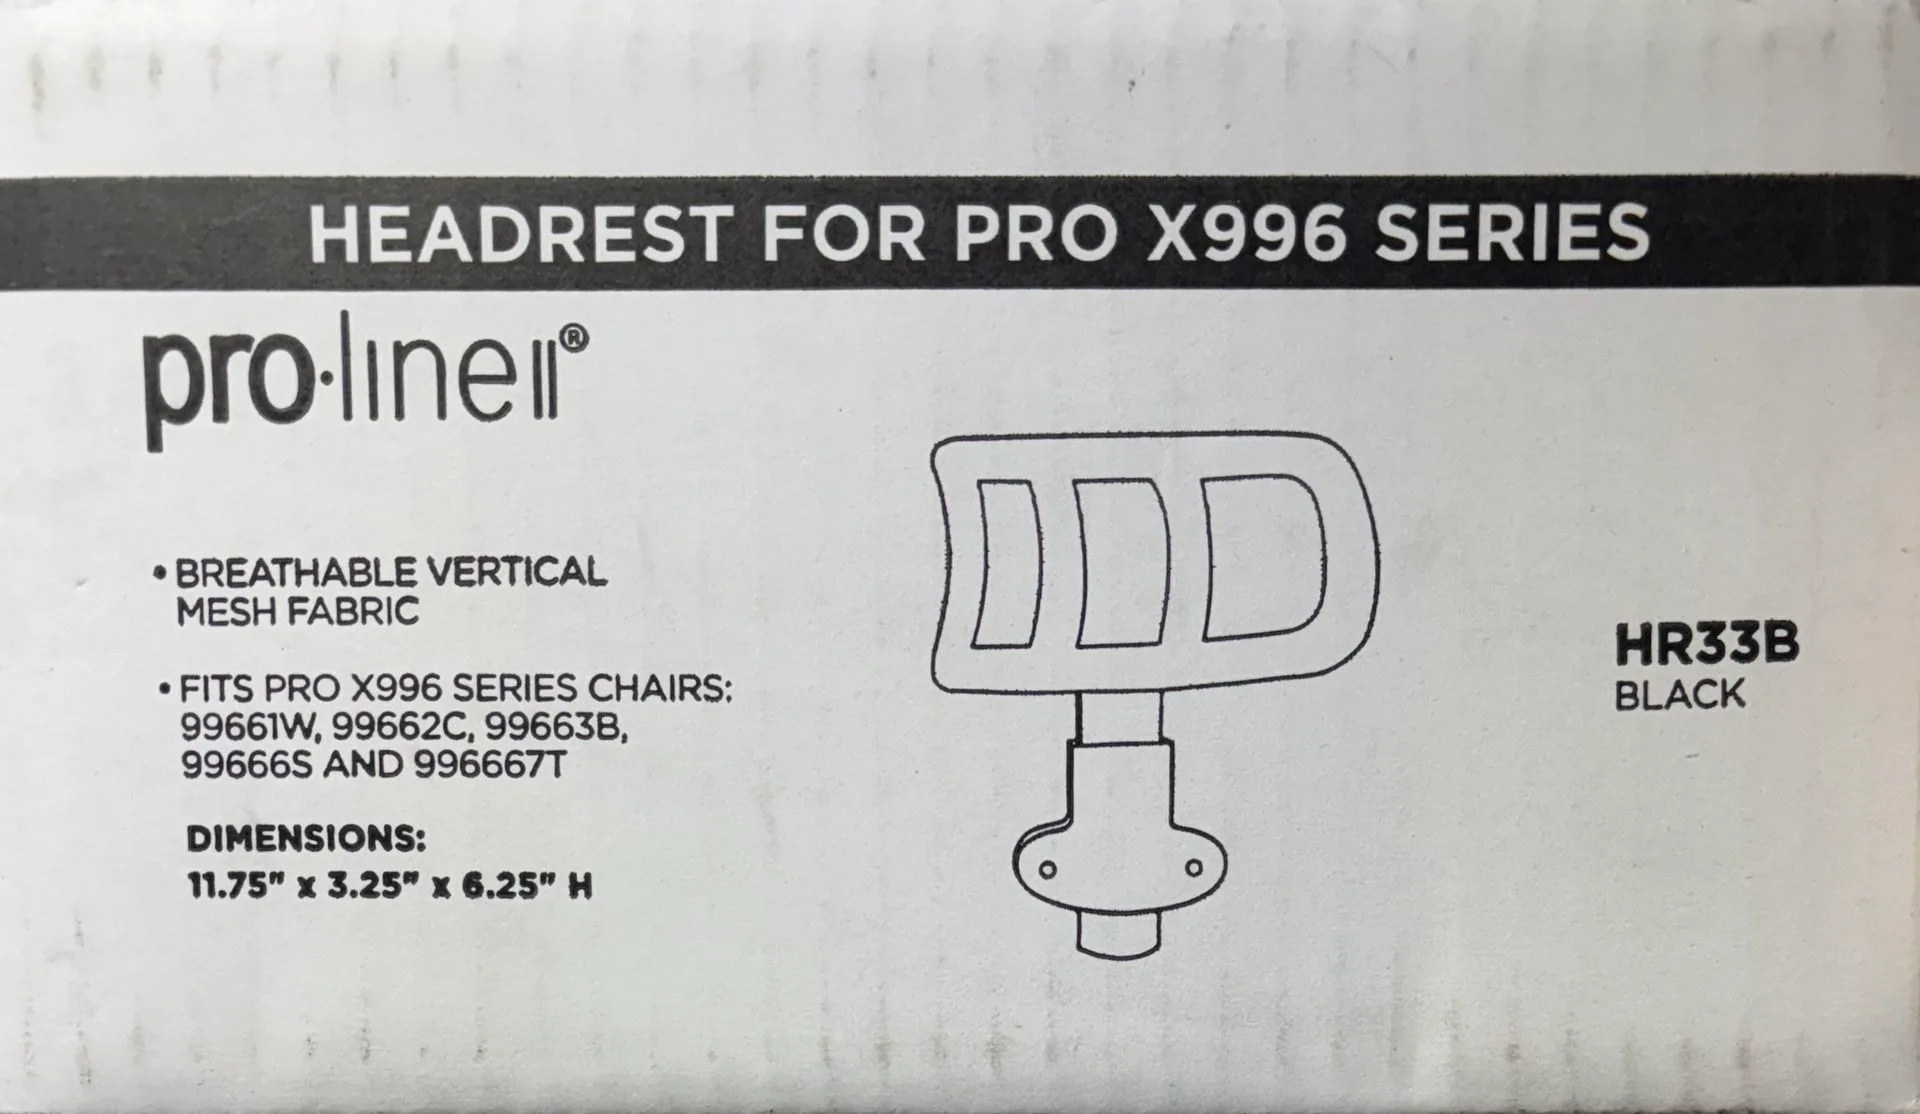 HEADREST FOR PRO X996 SERIES
pro·line II®
• BREATHABLE VERTICAL
MESH FABRIC
• FITS PRO X996 SERIES CHAIRS:
99661W, 99662C, 99663B,
99666S AND 996667T
DIMENSIONS:
11.75" x 3.25" x 6.25" H
HR33B
BLACK